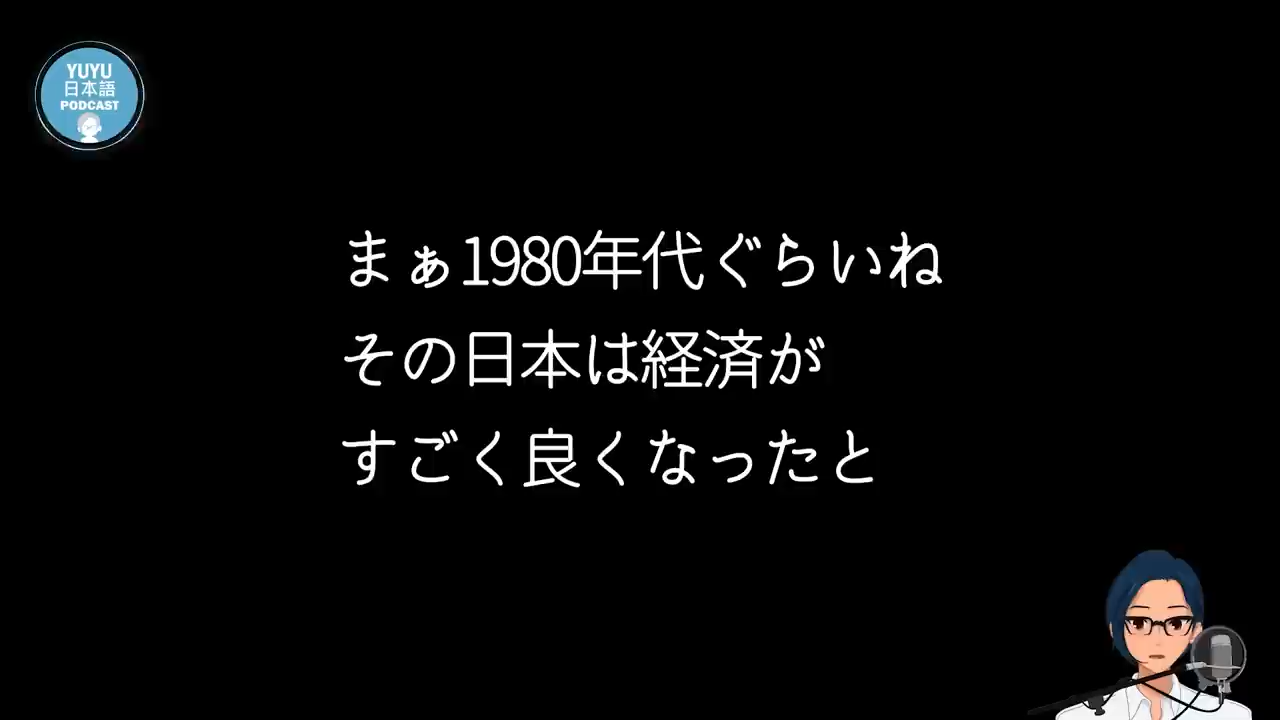 YUYU
日本語
PODCAST
まぁ1980年代ぐらいね
その日本は経済が
すごく良くなったと